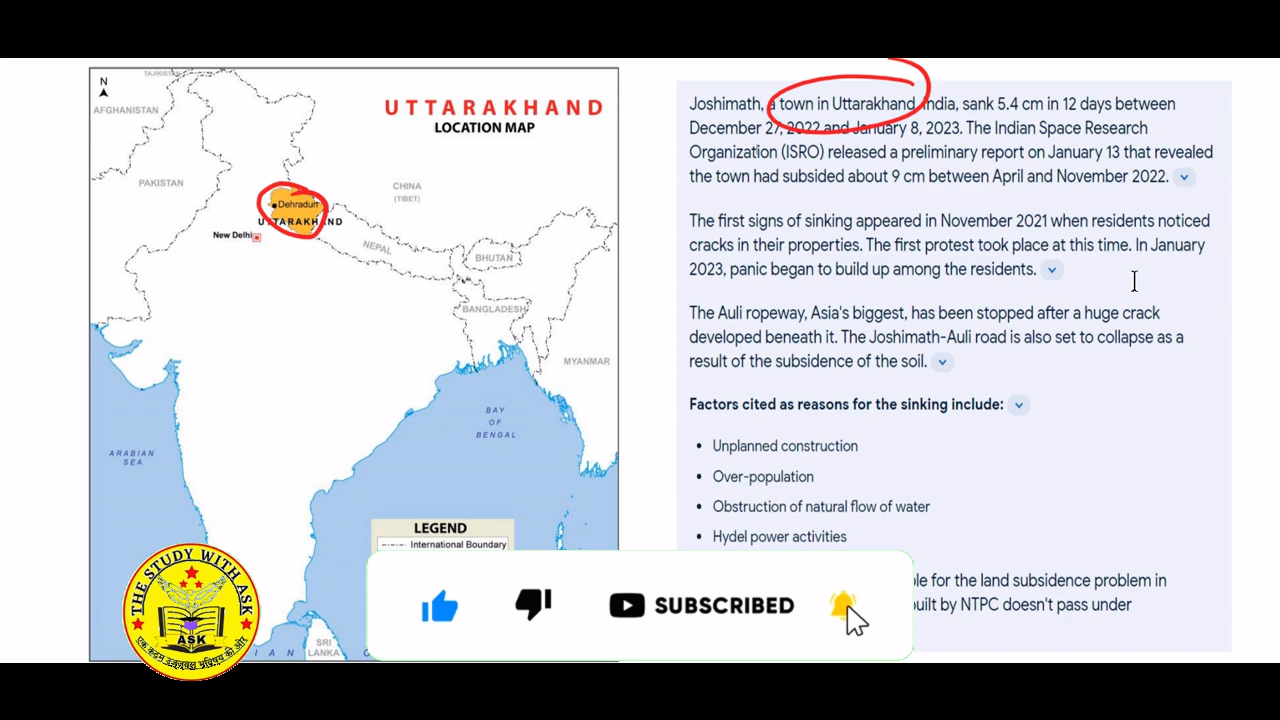 N
TAJIKISTAN
AFGHANISTAN
UTTARAKHAND
LOCATION MAP
PAKISTAN
CHINA
(TIBET)
Dehradun
UTTARAKHAND
New Delhi
NEPAL
BHUTAN
BANGLADESH
MYANMAR
BAY
OF
BENGAL
ARABIAN
SEA
LEGEND
International Boundary
SRI
LANKA
I A N
Joshimath, a town in Uttarakhand, India, sank 5.4 cm in 12 days between
December 27, 2022 and January 8, 2023. The Indian Space Research
Organization (ISRO) released a preliminary report on January 13 that revealed
the town had subsided about 9 cm between April and November 2022.
The first signs of sinking appeared in November 2021 when residents noticed
cracks in their properties. The first protest took place at this time. In January
2023, panic began to build up among the residents.
The Auli ropeway, Asia's biggest, has been stopped after a huge crack
developed beneath it. The Joshimath-Auli road is also set to collapse as a
result of the subsidence of the soil.
Factors cited as reasons for the sinking include:
• Unplanned construction
• Over-population
• Obstruction of natural flow of water
• Hydel power activities
for the land subsidence problem in
built by NTPC doesn't pass under
SUBSCRIBED
THE STUDY WITH ASK
ASK
एक कदम उज्जवल भविष्य की ओर